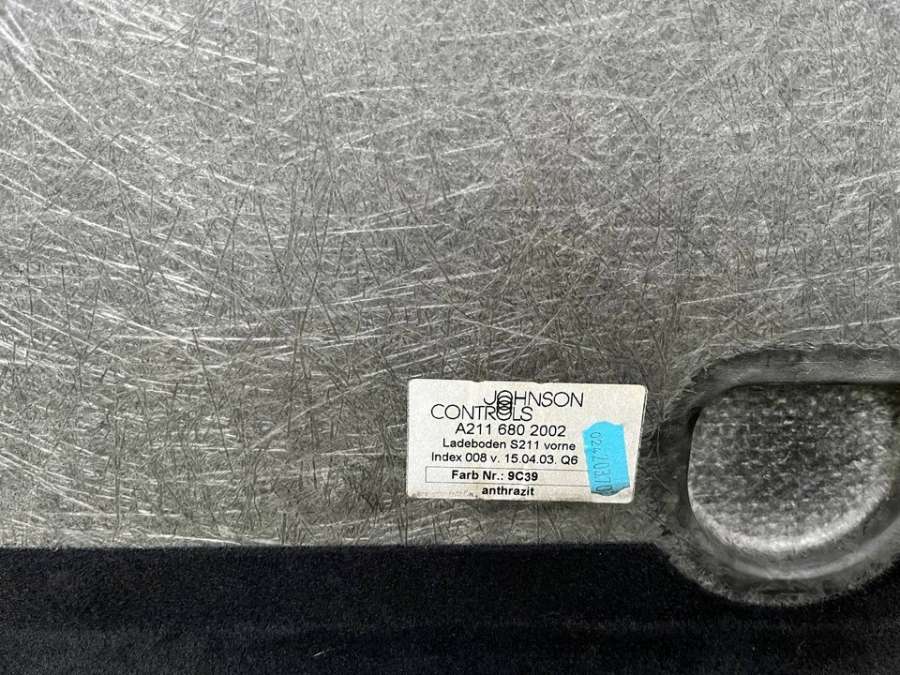 JOHNSON
CONTROLS
A211 680 2002
Ladeboden S211 vorne
Index 008 v. 15.04.03. Q6
Farb Nr.: 9C39
anthrazit